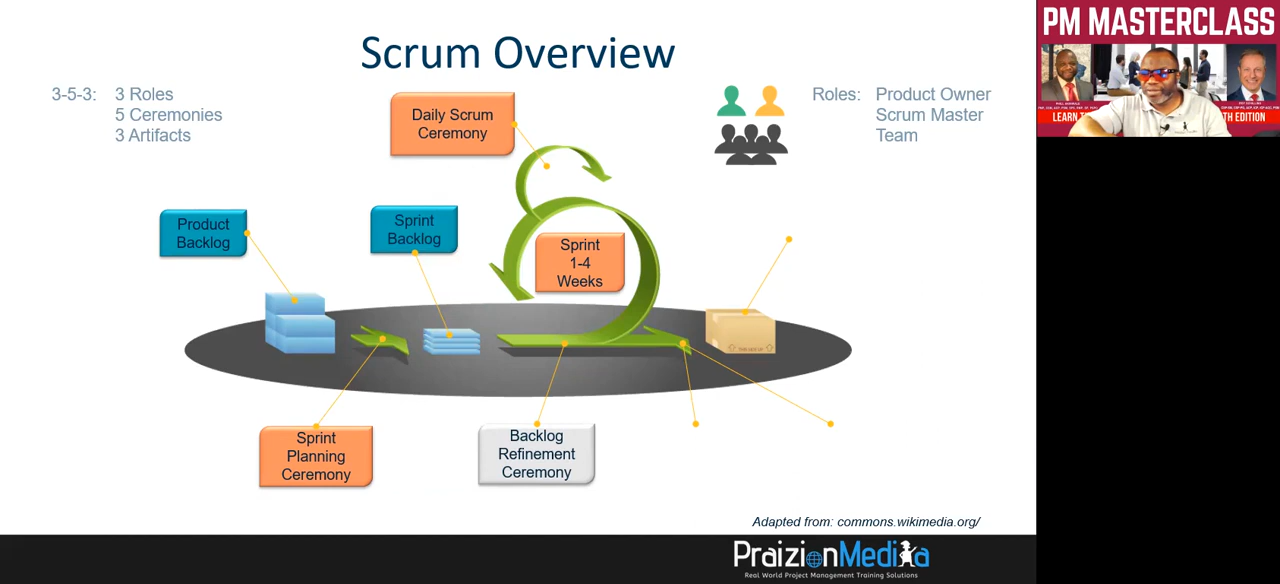 Scrum Overview
3-5-3: 3 Roles
5 Ceremonies
3 Artifacts
Daily Scrum
Ceremony
Roles: Product Owner
Scrum Master
Team
Product
Backlog
Sprint
Backlog
Sprint
1-4
Weeks
Sprint
Planning
Ceremony
Backlog
Refinement
Ceremony
Adapted from: commons.wikimedia.org/
PraizionMedia
Real World Project Management Training Solutions
PM MASTERCLASS